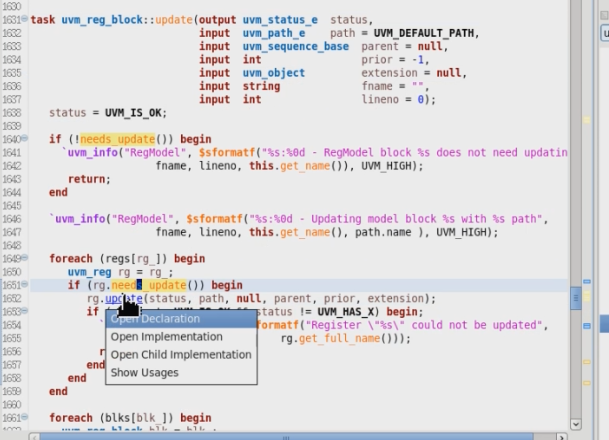 1630
1631 task uvm_reg_block::update(output uvm_status_e status,
1632 input uvm_path_e path = UVM_DEFAULT_PATH,
1633 input uvm_sequence_base parent = null,
1634 input int prior = -1,
1635 input uvm_object extension = null,
1636 input string fname = "",
1637 input int lineno = 0);
1638 status = UVM_IS_OK;
1639
1640 if (!needs_update()) begin
1641 `uvm_info("RegModel", $sformatf("%s:%0d - RegModel block %s does not need updatin
1642 fname, lineno, this.get_name()), UVM_HIGH);
1643 return;
1644 end
1645
1646 `uvm_info("RegModel", $sformatf("%s:%0d - Updating model block %s with %s path",
1647 fname, lineno, this.get_name(), path.name ), UVM_HIGH);
1648
1649 foreach (regs[rg_]) begin
1650 uvm_reg rg = rg_;
1651 if (rg.needs_update()) begin
1652 rg.update(status, path, null, parent, prior, extension);
1653 if && status != UVM_HAS_X) begin;
Open Declaration
1654 formatf("Register \"%s\" could not be updated",
Open Implementation
1655 rg.get_full_name()));
1656
Open Child Implementation
1657 end
Show Usages
1658 end
1659 end
1660
1661 foreach (blks[blk_]) begin